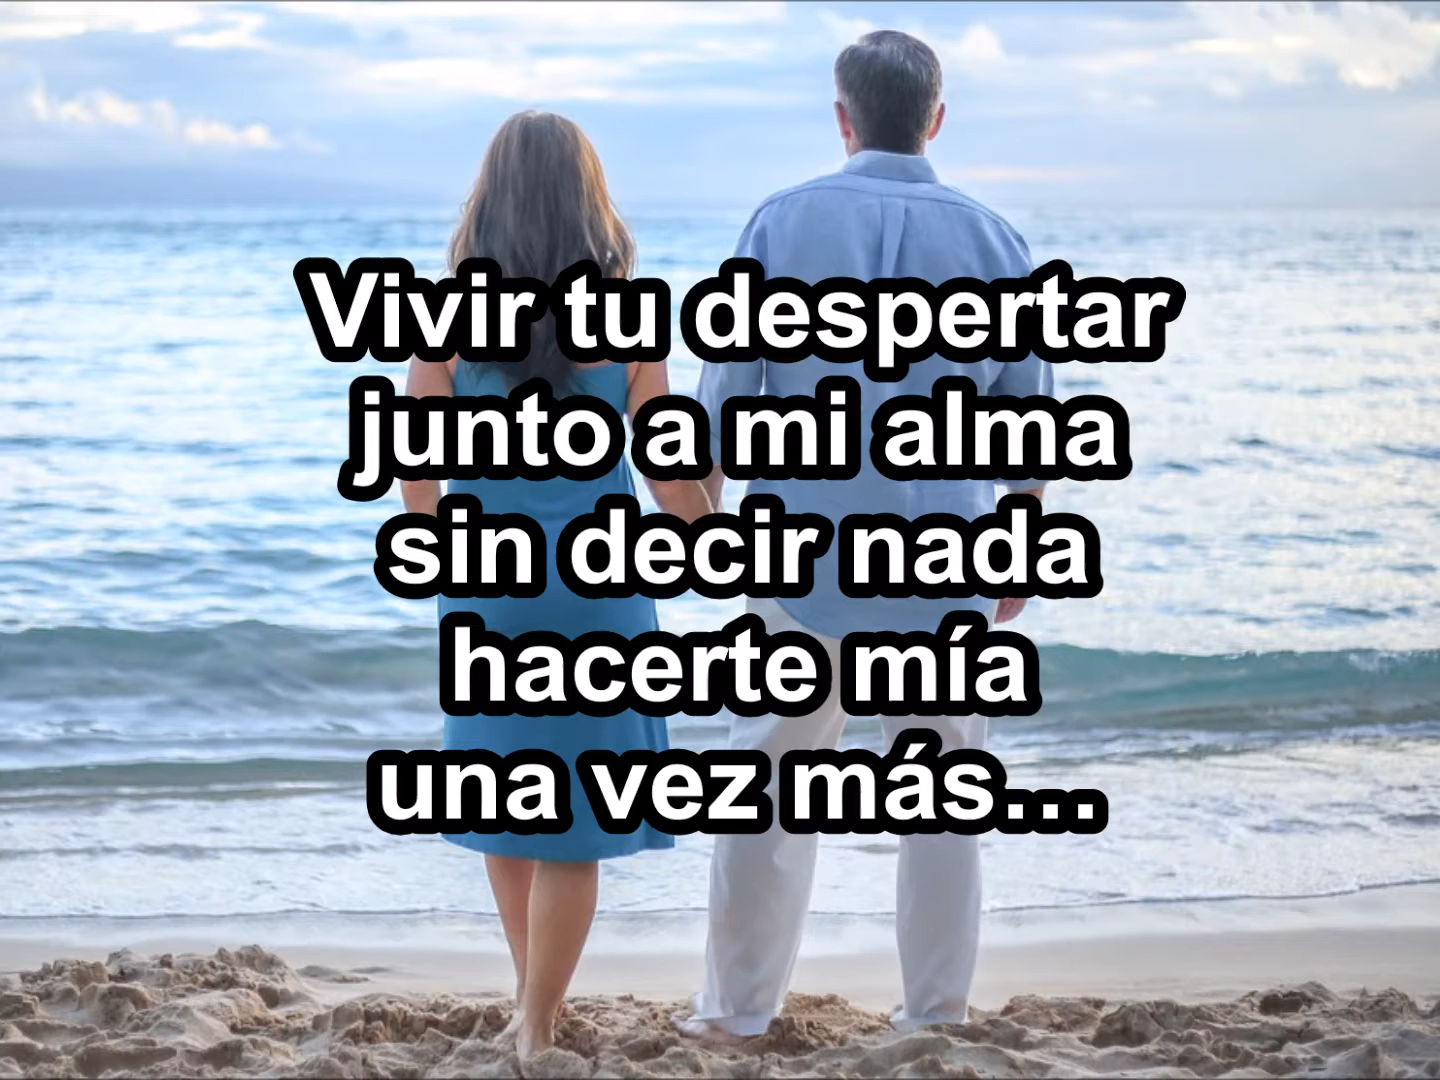 Vivir tu despertar
junto a mi alma
sin decir nada
hacerte mía
una vez más...